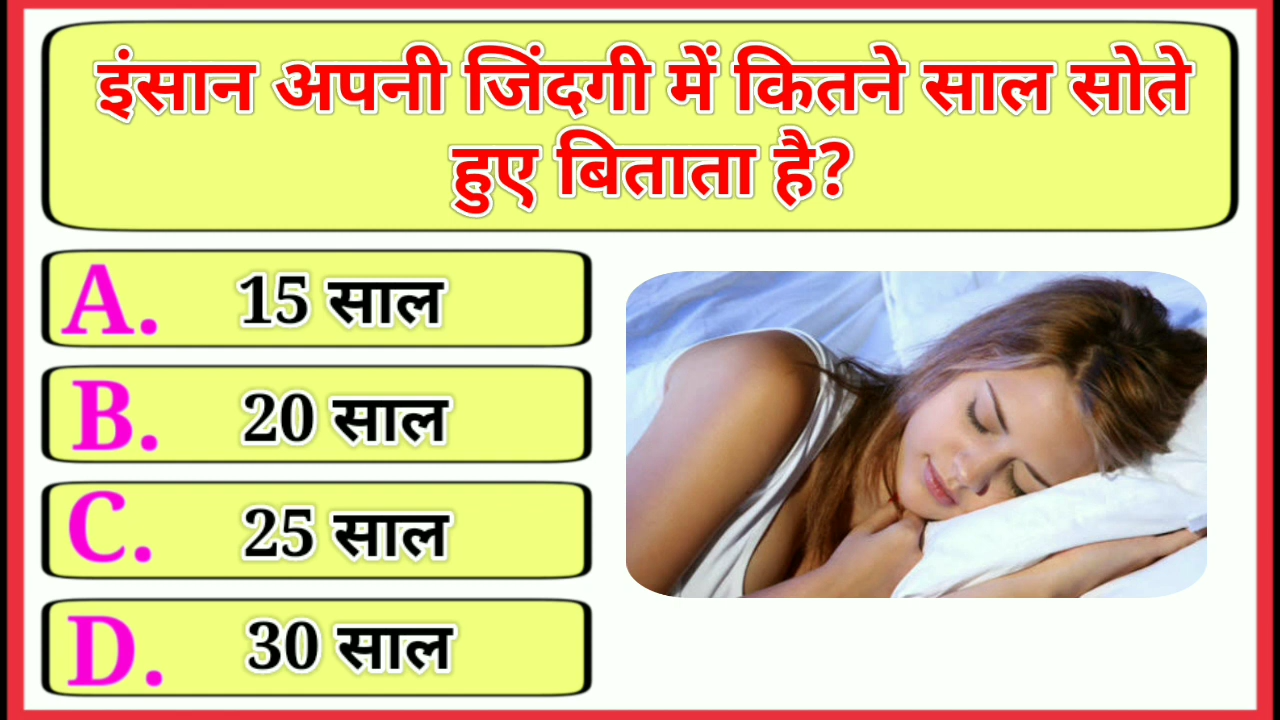 इंसान अपनी जिंदगी में कितने साल सोते
हुए बिताता है?
A. 15 साल
B. 20 साल
C. 25 साल
D. 30 साल